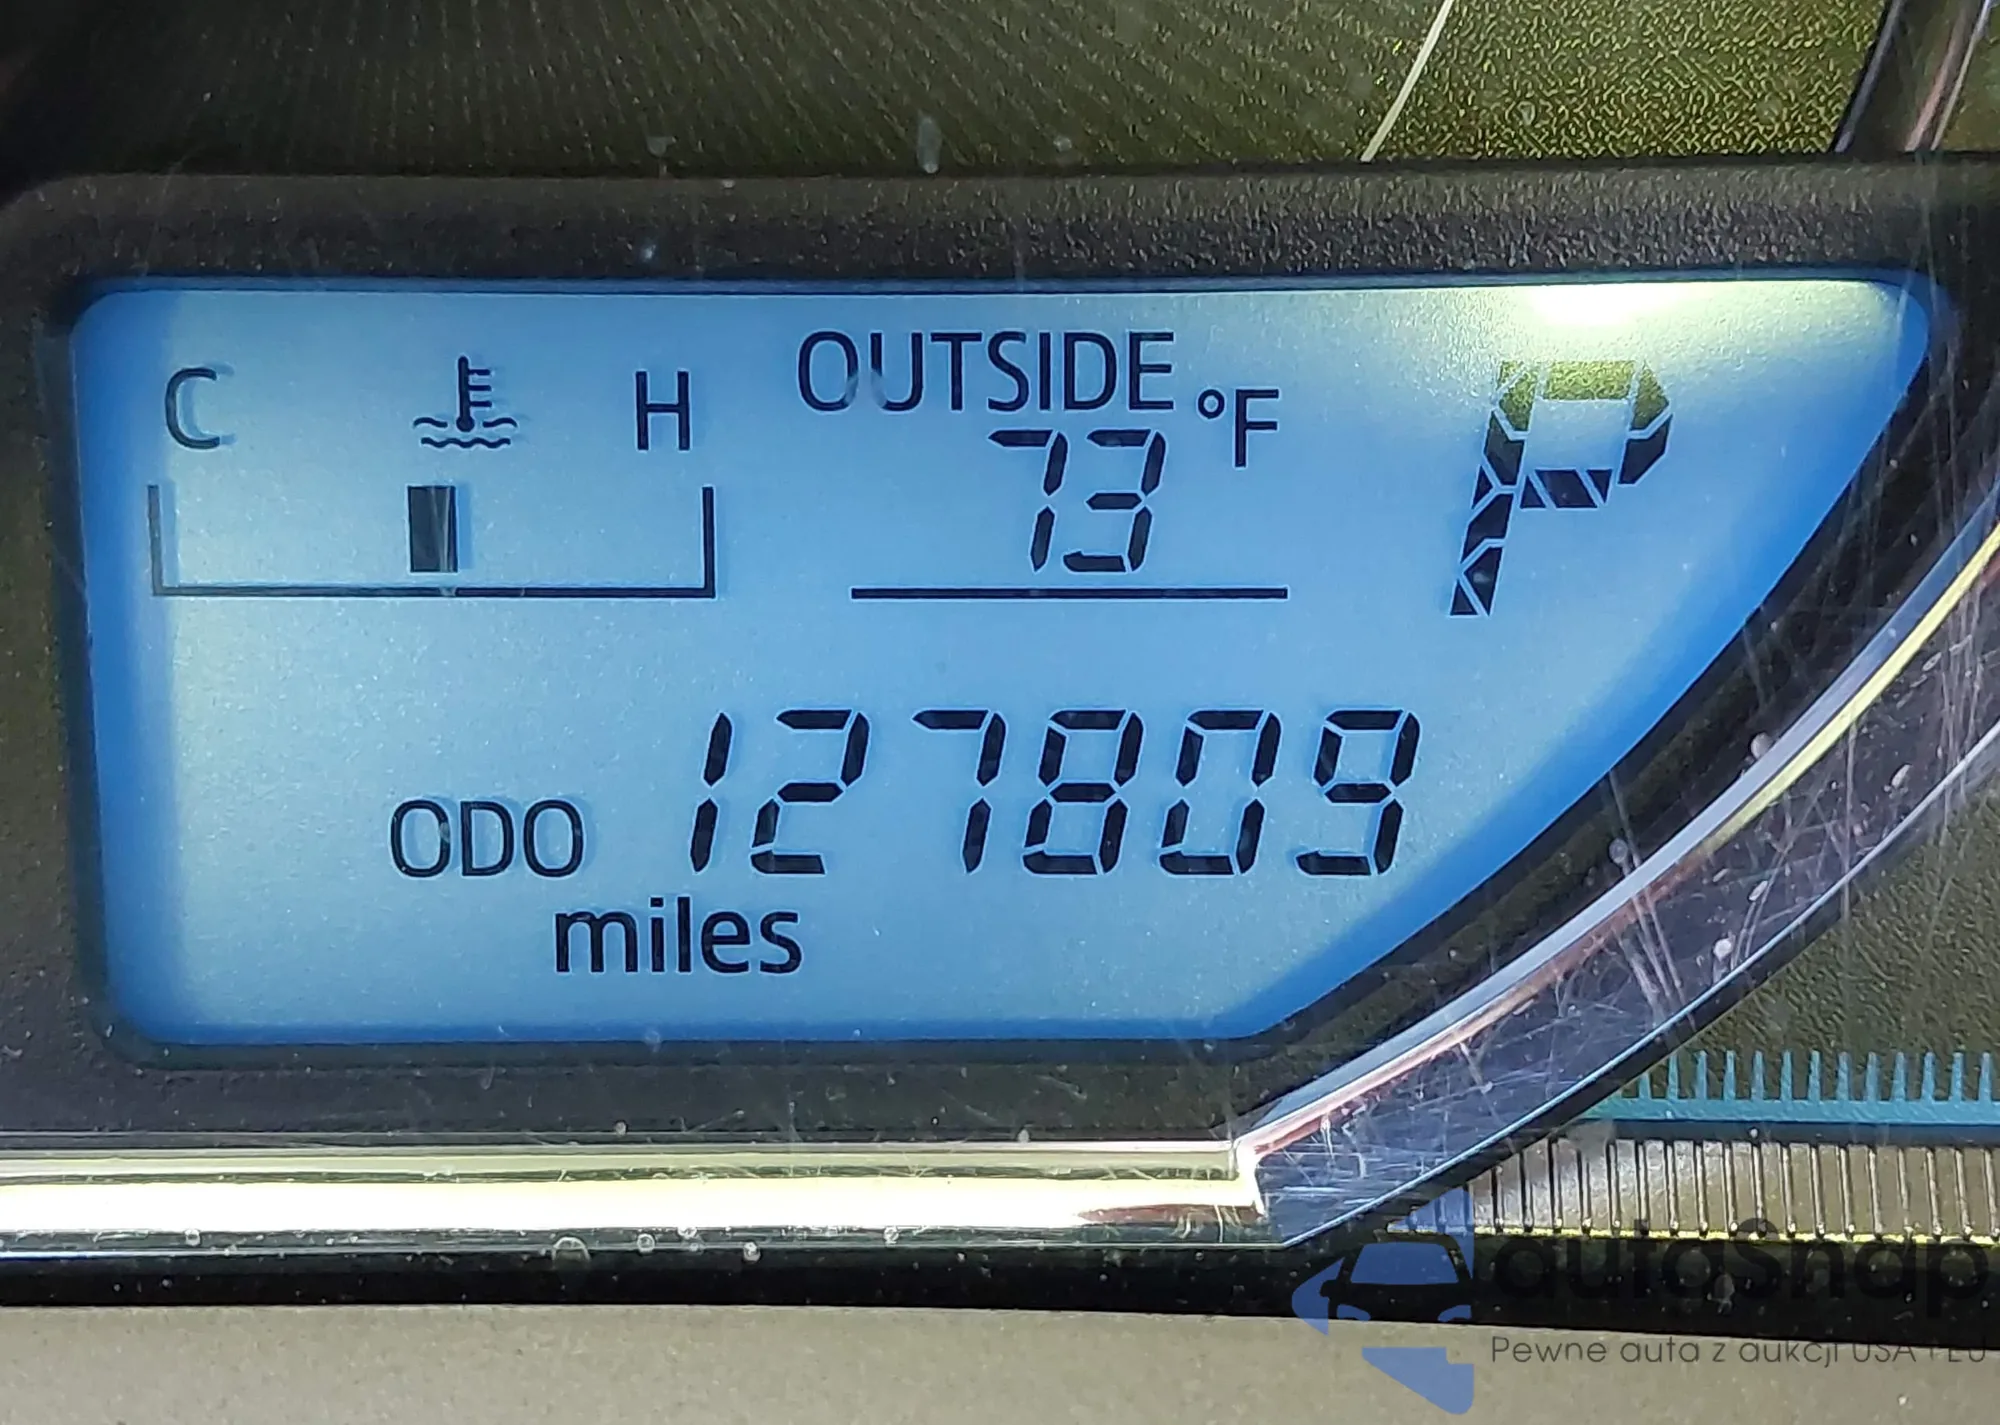 C H OUTSIDE °F
73 P
ODO 127809
miles
autoSnap
Pewne auta z aukcji USA i EU